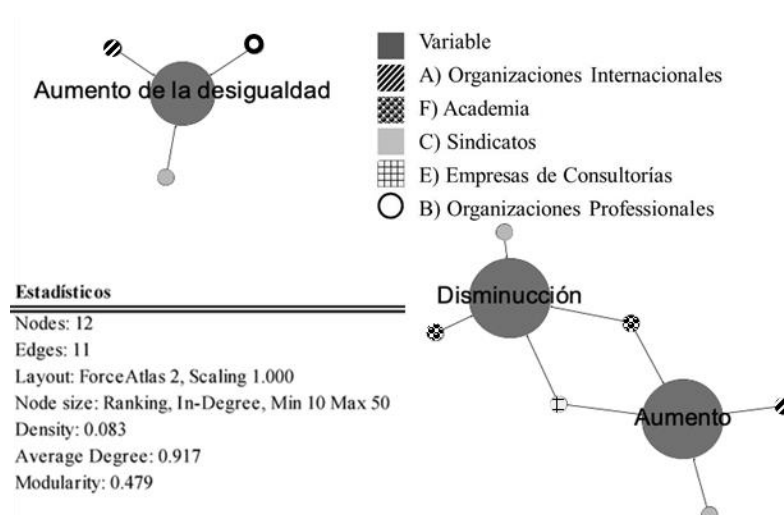 Aumento de la desigualdad
Variable
A) Organizaciones Internacionales
F) Academia
C) Sindicatos
E) Empresas de Consultorías
B) Organizaciones Professionales
Disminucción
Aumento
Estadísticos
Nodes: 12
Edges: 11
Layout: ForceAtlas 2, Scaling 1.000
Node size: Ranking, In-Degree, Min 10 Max 50
Density: 0.083
Average Degree: 0.917
Modularity: 0.479